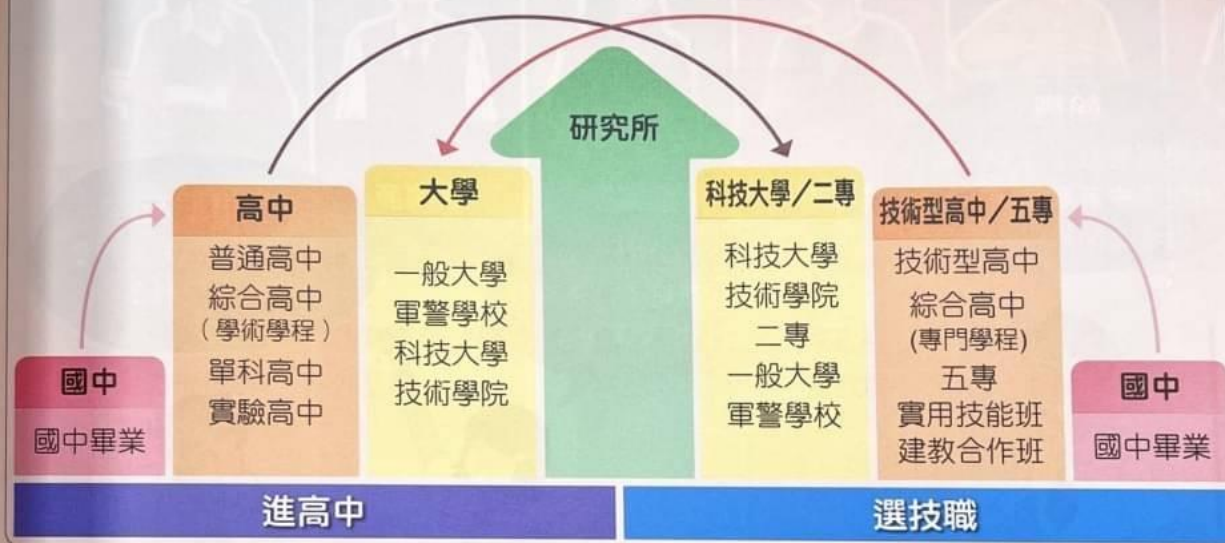 研究所
高中
普通高中
綜合高中
(學術學程)
單科高中
實驗高中
大學
一般大學
軍警學校
科技大學
技術學院
科技大學/二專
科技大學
技術學院
二專
一般大學
軍警學校
技術型高中/五專
技術型高中
綜合高中
(專門學程)
五專
實用技能班
建教合作班
國中
國中畢業
國中
國中畢業
進高中
選技職